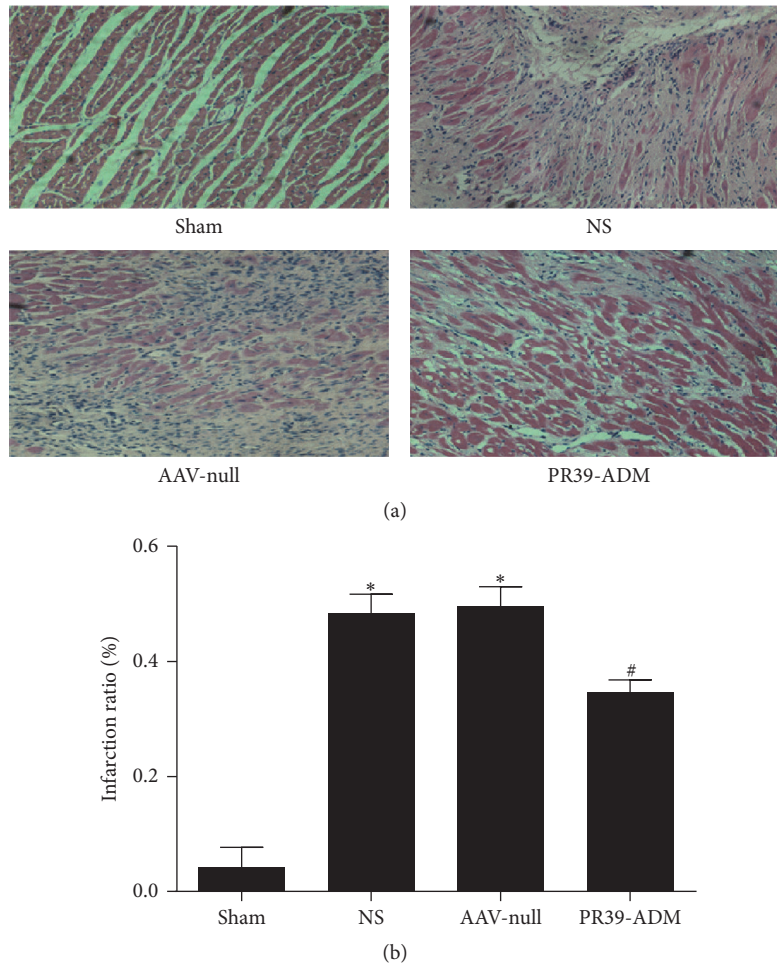 Sham NS
AAV-null PR39-ADM
(a)
Infarction ratio (%)
0.6
0.4
0.2
0.0
* * #
Sham NS AAV-null PR39-ADM
(b)